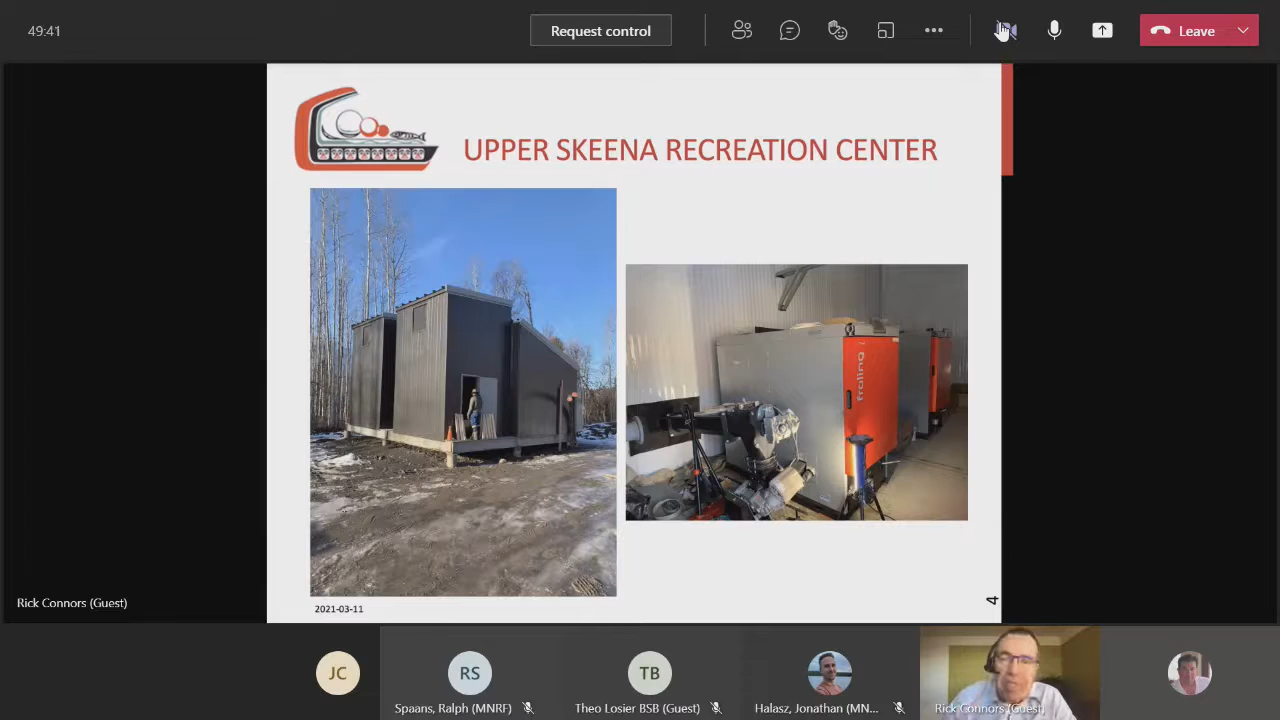 49:41
Request control
Leave
UPPER SKEENA RECREATION CENTER
froling
2021-03-11
4
Rick Connors (Guest)
JC
RS
TB
Spaans, Ralph (MNRF)
Theo Losier BSB (Guest)
Halasz, Jonathan (MN...
Rick Connors (Guest)